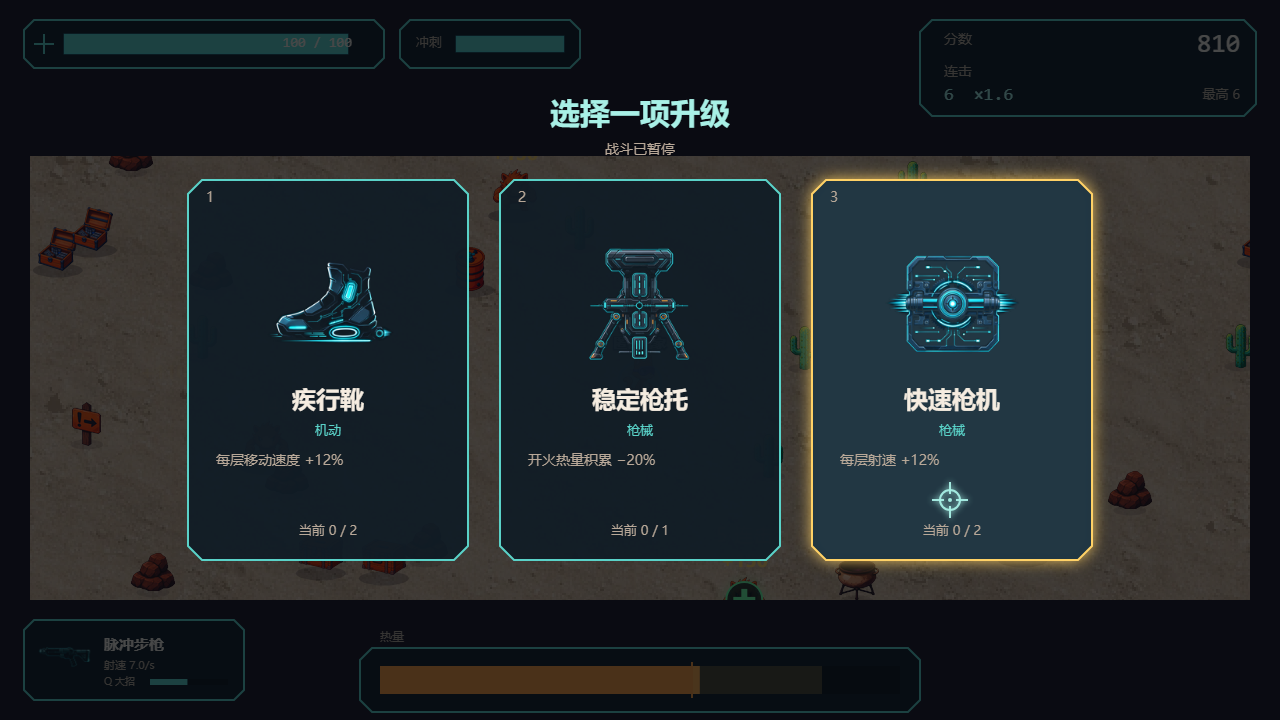 100 / 100
冲刺
分数
810
连击
6 ×1.6
最高 6
选择一项升级
战斗已暂停
1
疾行靴
机动
每层移动速度 +12%
当前 0 / 2
2
稳定枪托
枪械
开火热量积累 −20%
当前 0 / 1
3
快速枪机
枪械
每层射速 +12%
当前 0 / 2
脉冲步枪
射速 7.0/s
Q 大招
热量